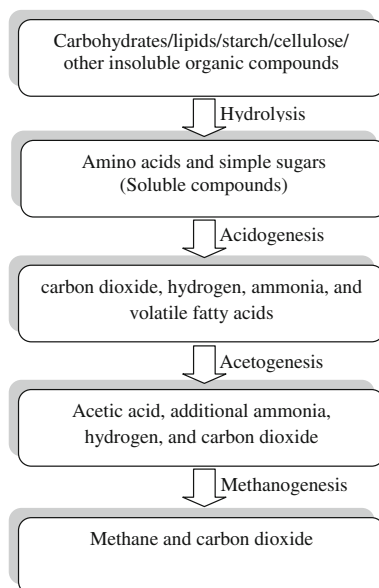 Carbohydrates/lipids/starch/cellulose/
other insoluble organic compounds
Hydrolysis
Amino acids and simple sugars
(Soluble compounds)
Acidogenesis
carbon dioxide, hydrogen, ammonia, and
volatile fatty acids
Acetogenesis
Acetic acid, additional ammonia,
hydrogen, and carbon dioxide
Methanogenesis
Methane and carbon dioxide